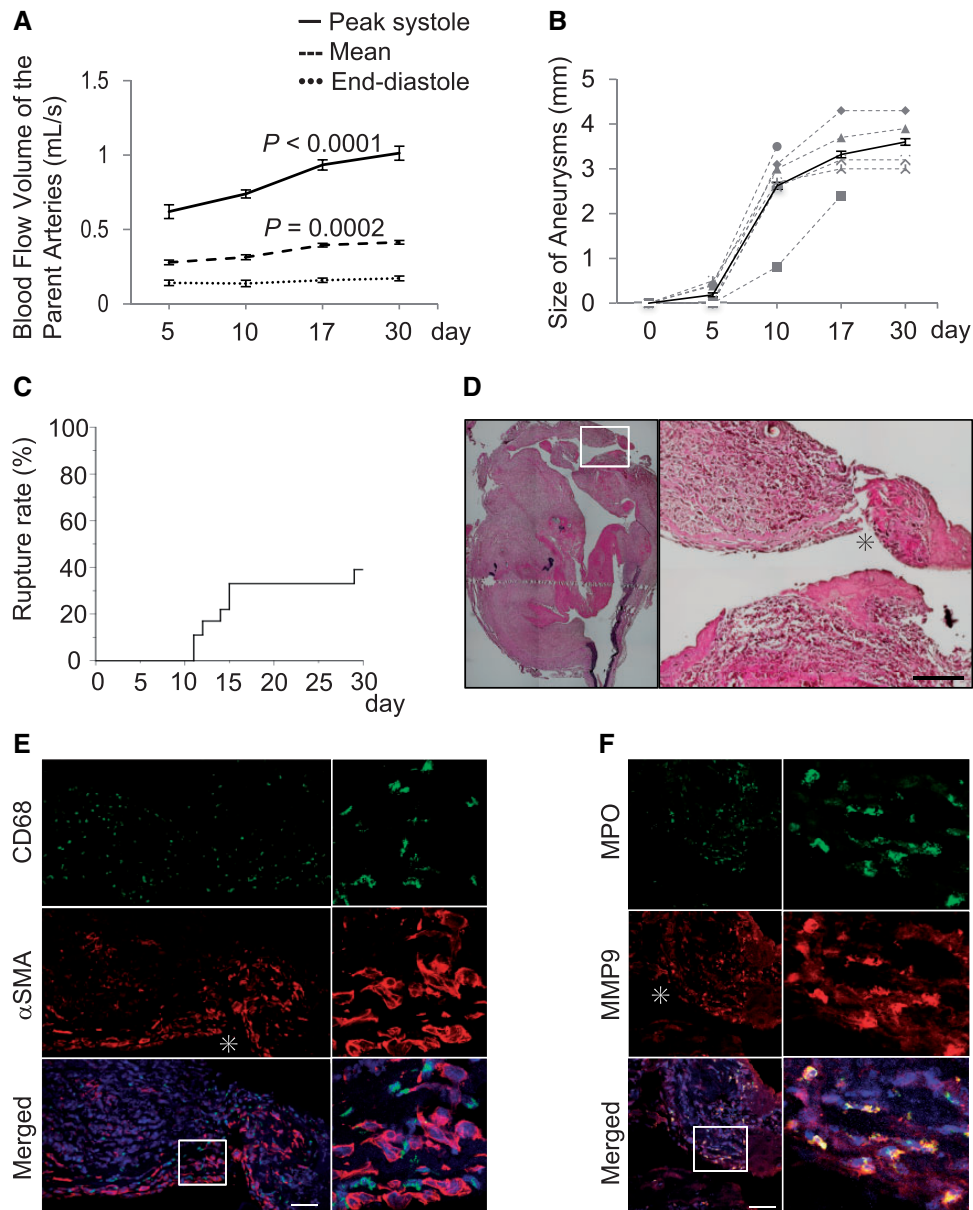 A
Peak systole
Mean
End-diastole
Blood Flow Volume of the
Parent Arteries (mL/s)
1.5
1
0.5
0
P < 0.0001
P = 0.0002
5 10 17 30 day
B
Size of Aneurysms (mm)
5
4
3
2
1
0
0 5 10 17 30 day
C
Rupture rate (%)
100
80
60
40
20
0
0 5 10 15 20 25 30
day
D
E
CD68
αSMA
Merged
F
MPO
MMP9
Merged